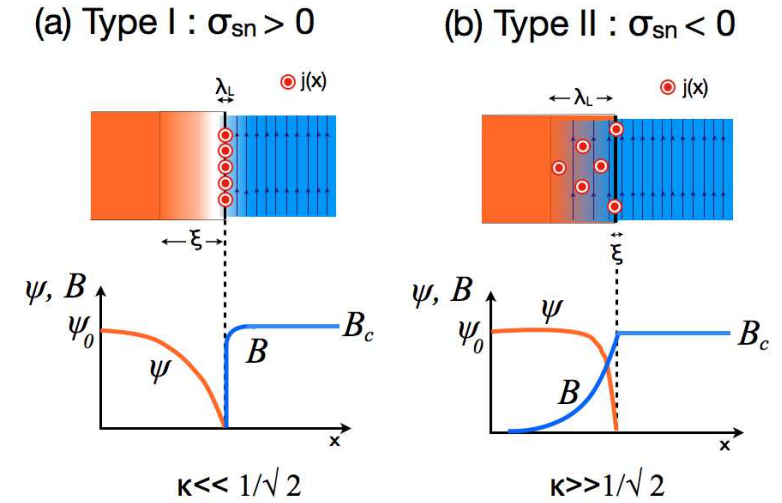 (a) Type I : σsn > 0
(b) Type II : σsn < 0
λL
j(x)
ξ
ψ, B
ψ0
ψ
B
Bc
x
κ<< 1/√2
λL
j(x)
ξ
ψ, B
ψ0
ψ
B
Bc
x
κ>>1/√2